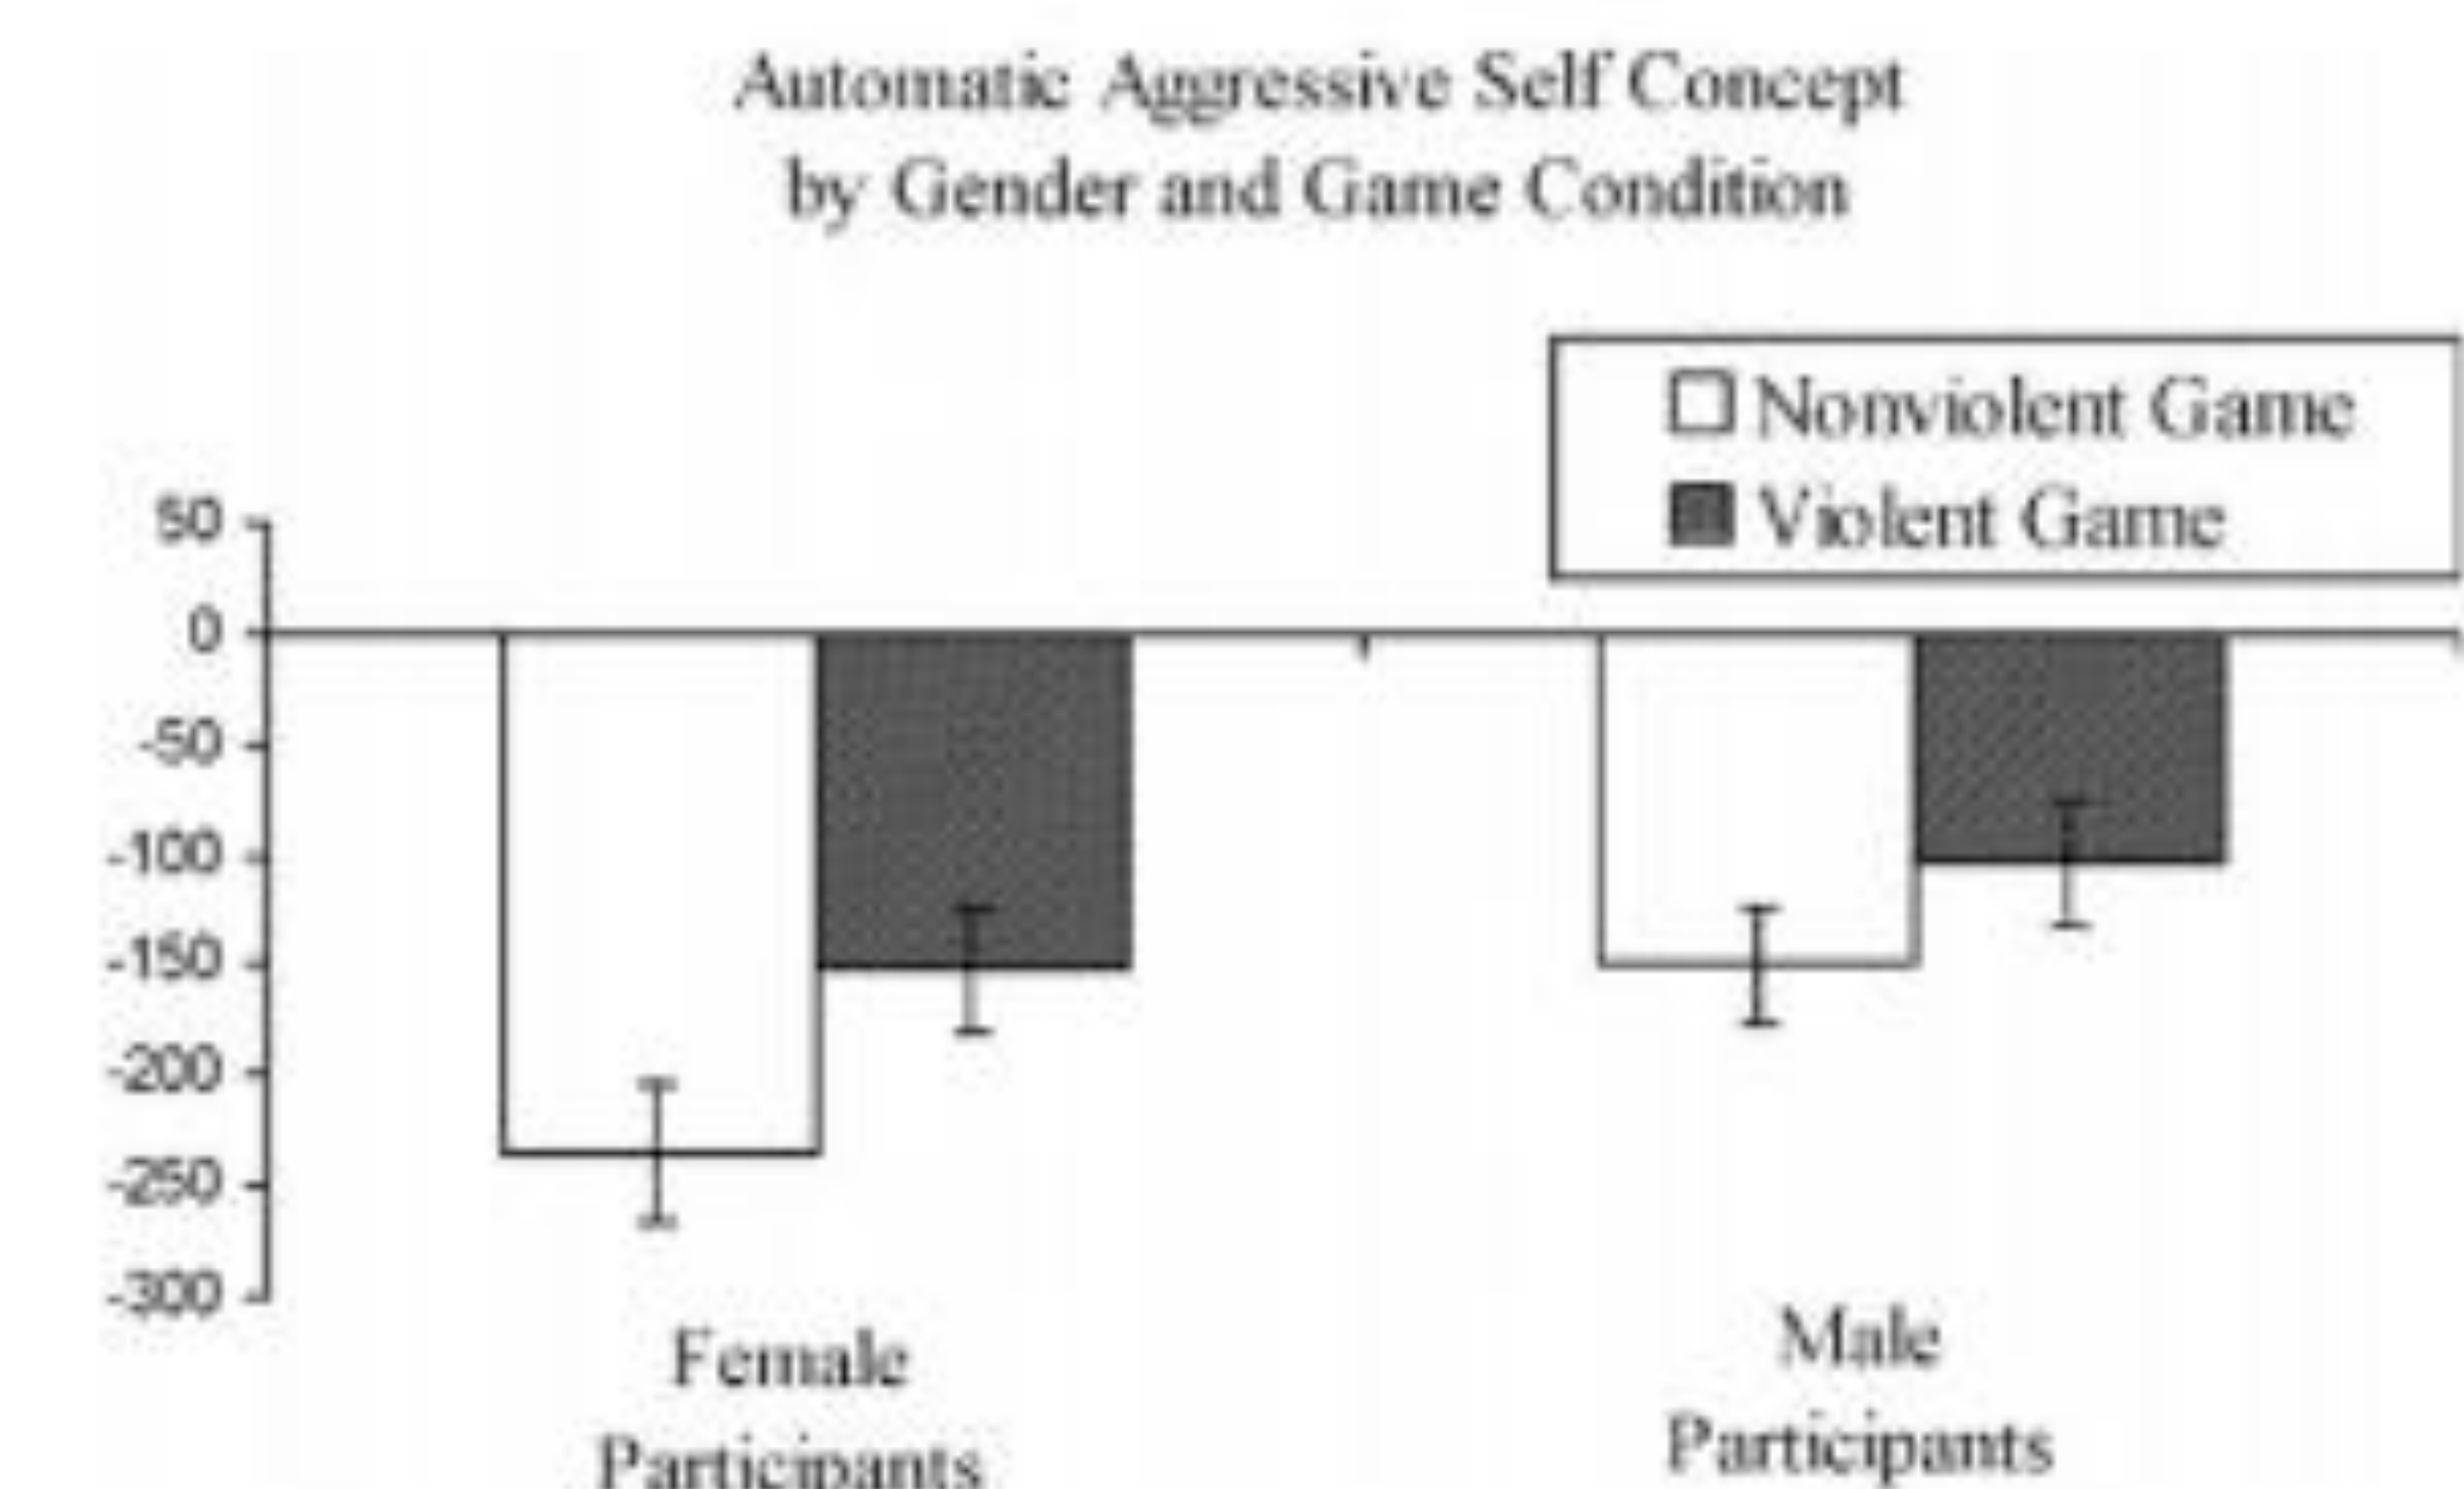 Automatic Aggressive Self Concept
by Gender and Game Condition
Nonviolent Game
Violent Game
50
0
-50
-100
-150
-200
-250
-300
Female
Participants
Male
Participants